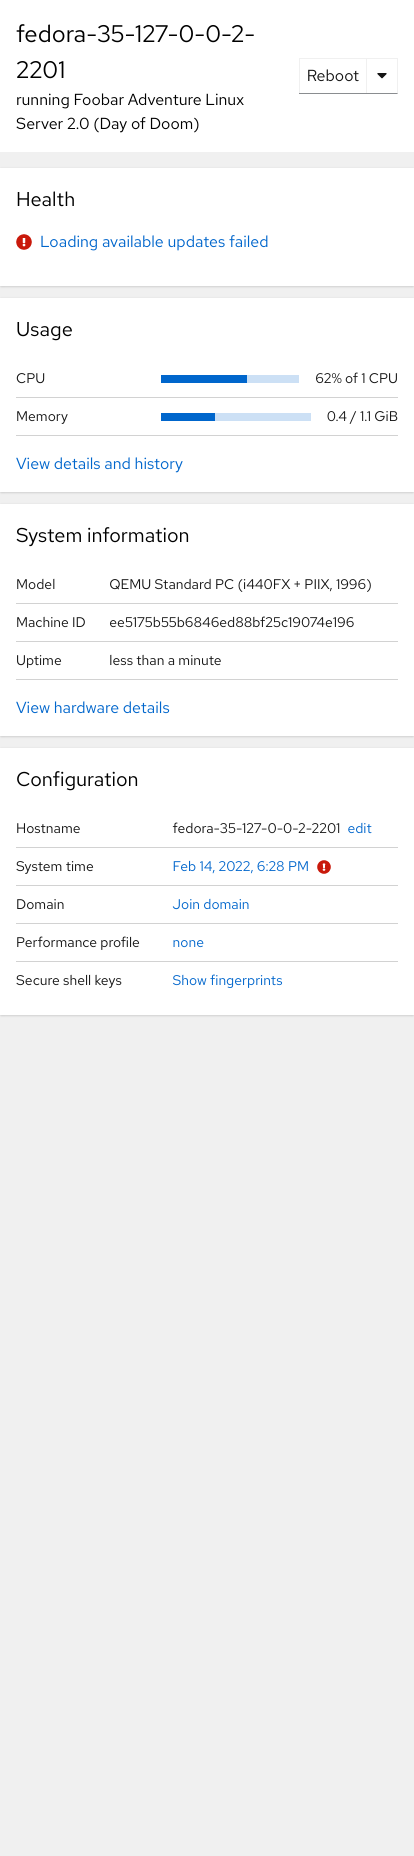 fedora-35-127-0-0-2-
2201
running Foobar Adventure Linux
Server 2.0 (Day of Doom)
Reboot
Health
Loading available updates failed
Usage
CPU 62% of 1 CPU
Memory 0.4 / 1.1 GiB
View details and history
System information
Model QEMU Standard PC (i440FX + PIIX, 1996)
Machine ID ee5175b55b6846ed88bf25c19074e196
Uptime less than a minute
View hardware details
Configuration
Hostname fedora-35-127-0-0-2-2201 edit
System time Feb 14, 2022, 6:28 PM
Domain Join domain
Performance profile none
Secure shell keys Show fingerprints